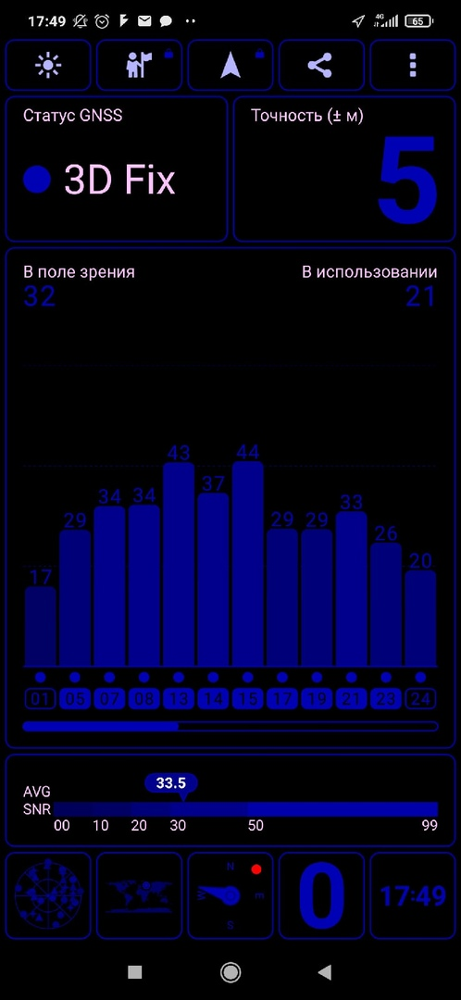 17:49 4G 65
Статус GNSS
3D Fix
Точность (± м)
5
В поле зрения В использовании
32 21
17 29 34 34 43 37 44 29 29 33 26 20
01 05 07 08 13 14 15 17 19 21 23 24
33.5
AVG
SNR
00 10 20 30 50 99
N
W m
S
0
17:49